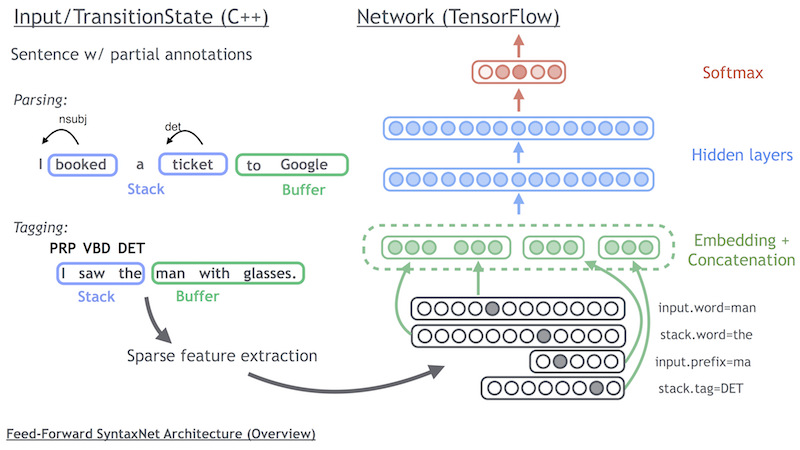 Input/TransitionState (C++)
Network (TensorFlow)
Sentence w/ partial annotations
Parsing:
nsubj
det
I booked a ticket to Google
Stack
Buffer
Tagging:
PRP VBD DET
I saw the man with glasses.
Stack
Buffer
Sparse feature extraction
Softmax
Hidden layers
Embedding +
Concatenation
input.word=man
stack.word=the
input.prefix=ma
stack.tag=DET
Feed-Forward SyntaxNet Architecture (Overview)